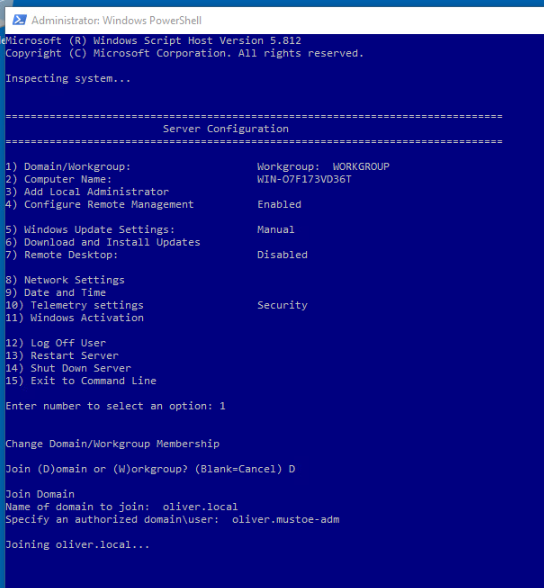 Administrator: Windows PowerShell
Microsoft (R) Windows Script Host Version 5.812
Copyright (C) Microsoft Corporation. All rights reserved.
Inspecting system...
===============================================================================
Server Configuration
===============================================================================
1) Domain/Workgroup: Workgroup: WORKGROUP
2) Computer Name: WIN-O7F173VD36T
3) Add Local Administrator
4) Configure Remote Management Enabled
5) Windows Update Settings: Manual
6) Download and Install Updates
7) Remote Desktop: Disabled
8) Network Settings
9) Date and Time
10) Telemetry settings Security
11) Windows Activation
12) Log Off User
13) Restart Server
14) Shut Down Server
15) Exit to Command Line
Enter number to select an option: 1
Change Domain/Workgroup Membership
Join (D)omain or (W)orkgroup? (Blank=Cancel) D
Join Domain
Name of domain to join: oliver.local
Specify an authorized domain\user: oliver.mustoe-adm
Joining oliver.local...